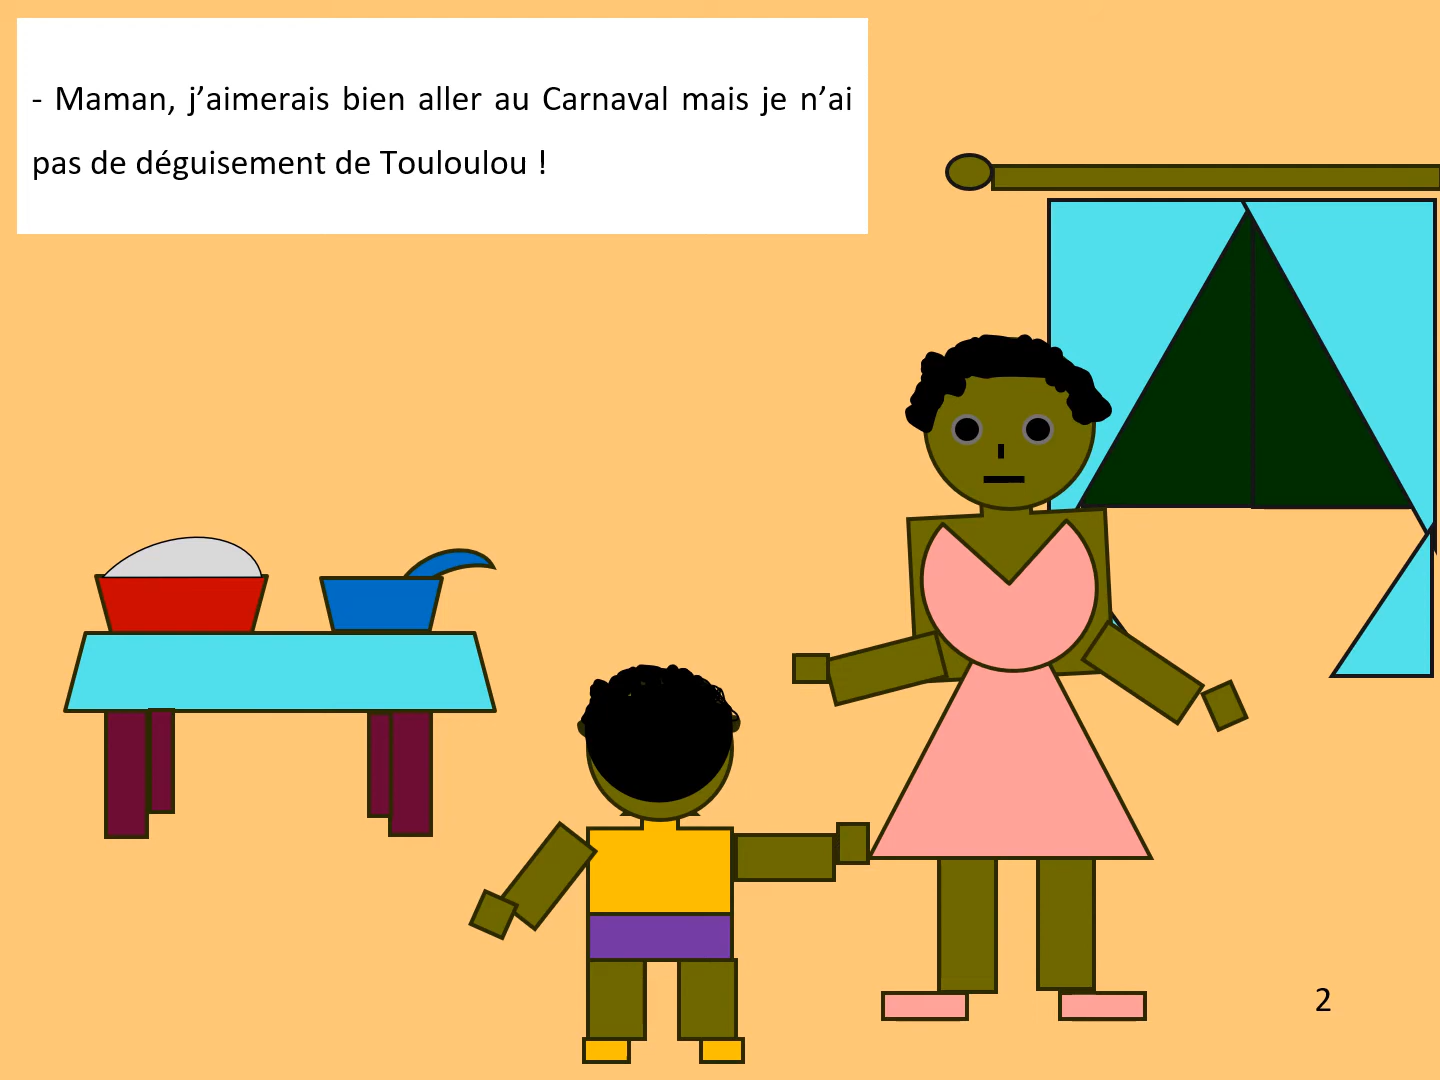 - Maman, j’aimerais bien aller au Carnaval mais je n’ai
pas de déguisement de Touloulou !
2